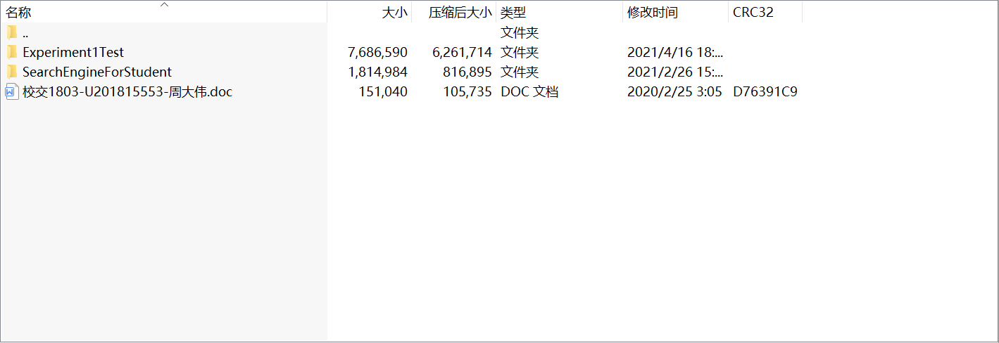 名称 大小 压缩后大小 类型 修改时间 CRC32
.. 文件夹
Experiment1Test 7,686,590 6,261,714 文件夹 2021/4/16 18:...
SearchEngineForStudent 1,814,984 816,895 文件夹 2021/2/26 15:...
校交1803-U201815553-周大伟.doc 151,040 105,735 DOC 文档 2020/2/25 3:05 D76391C9